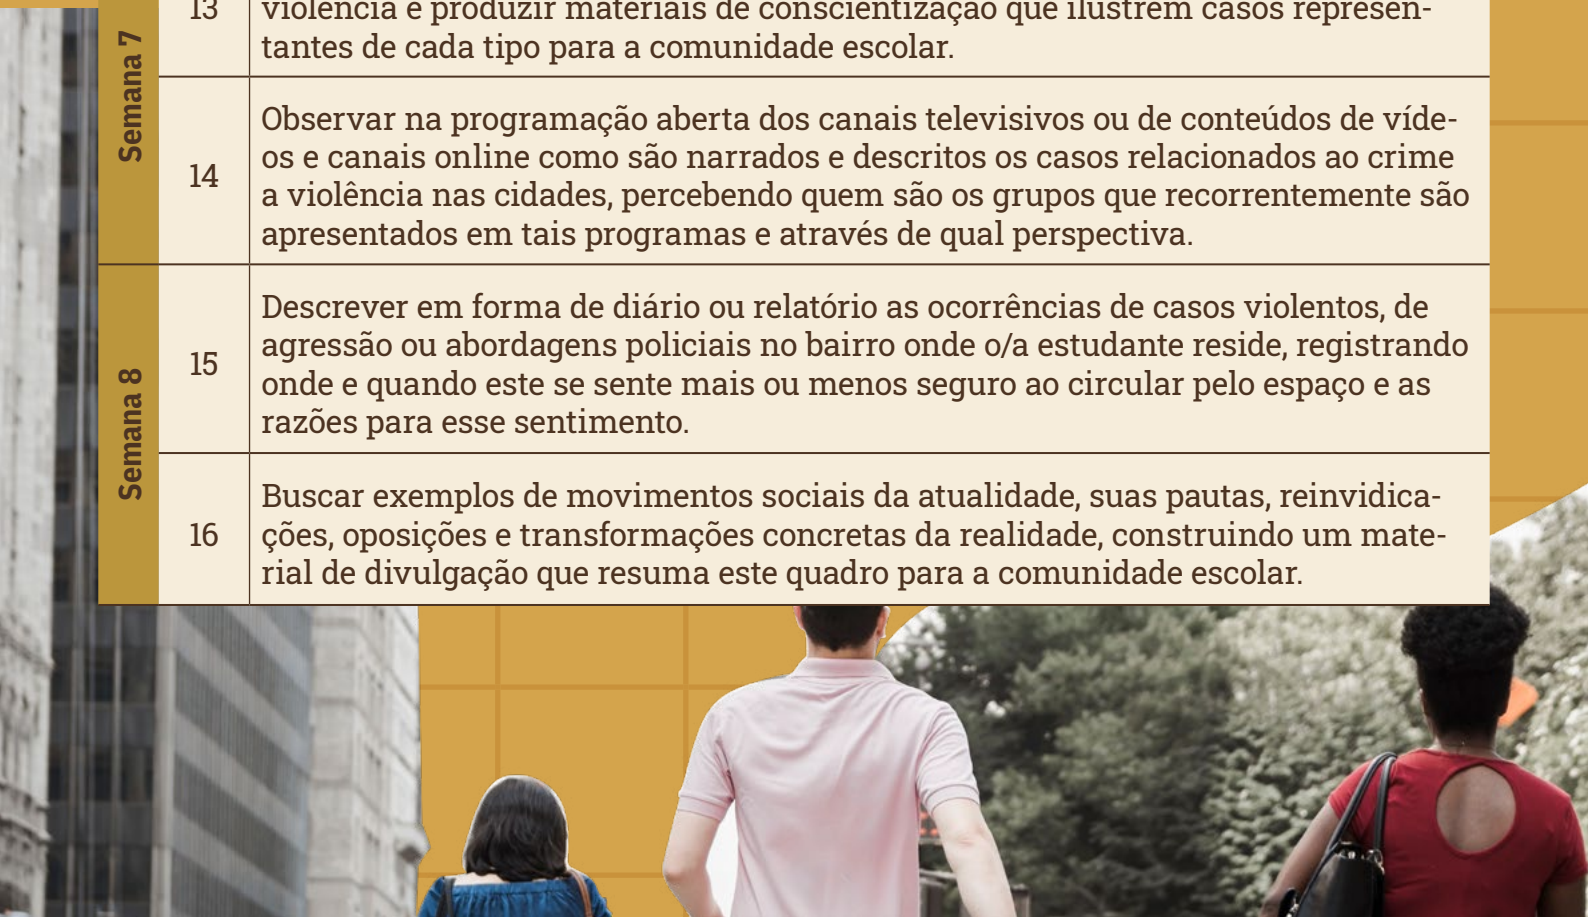 Semana 7
13
violência e produzir materiais de conscientização que ilustrem casos represen-
tantes de cada tipo para a comunidade escolar.
14
Observar na programação aberta dos canais televisivos ou de conteúdos de víde-
os e canais online como são narrados e descritos os casos relacionados ao crime
a violência nas cidades, percebendo quem são os grupos que recorrentemente são
apresentados em tais programas e através de qual perspectiva.
Semana 8
15
Descrever em forma de diário ou relatório as ocorrências de casos violentos, de
agressão ou abordagens policiais no bairro onde o/a estudante reside, registrando
onde e quando este se sente mais ou menos seguro ao circular pelo espaço e as
razões para esse sentimento.
16
Buscar exemplos de movimentos sociais da atualidade, suas pautas, reinvidica-
ções, oposições e transformações concretas da realidade, construindo um mate-
rial de divulgação que resuma este quadro para a comunidade escolar.